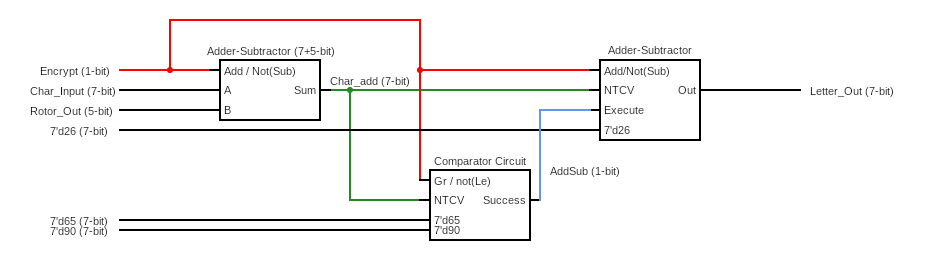 Adder-Subtractor (7+5-bit)
Adder-Subtractor
Encrypt (1-bit)
Add / Not(Sub)
Add/Not(Sub)
Char_Input (7-bit)
A
Sum
Char_add (7-bit)
NTCV
Out
Letter_Out (7-bit)
Rotor_Out (5-bit)
B
Execute
7'd26 (7-bit)
7'd26
Comparator Circuit
Gr / not(Le)
AddSub (1-bit)
NTCV
Success
7'd65 (7-bit)
7'd65
7'd90 (7-bit)
7'd90